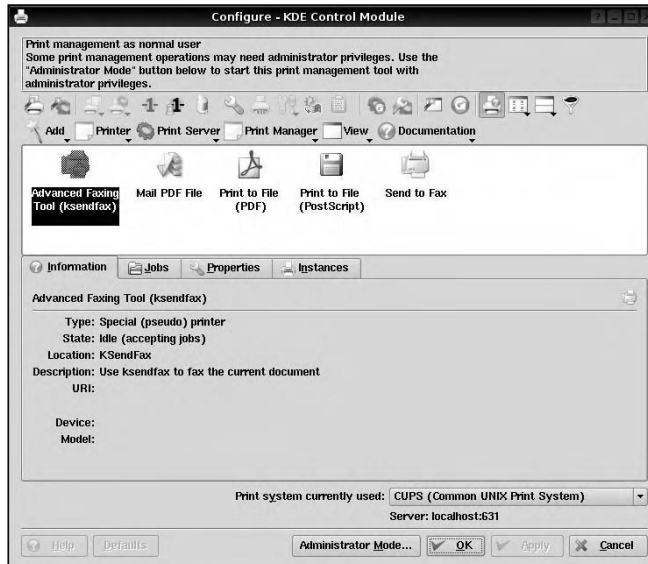 Configure - KDE Control Module
Print management as normal user
Some print management operations may need administrator privileges. Use the
"Administrator Mode" button below to start this print management tool with
administrator privileges.
Add Printer Print Server Print Manager View Documentation
Advanced Faxing Tool (ksendfax)
Mail PDF File
Print to File (PDF)
Print to File (PostScript)
Send to Fax
Information Jobs Properties Instances
Advanced Faxing Tool (ksendfax)
Type: Special (pseudo) printer
State: Idle (accepting jobs)
Location: KSendFax
Description: Use ksendfax to fax the current document
URI:
Device:
Model:
Print system currently used: CUPS (Common UNIX Print System)
Server: localhost:631
Help Defaults Administrator Mode... OK Apply Cancel